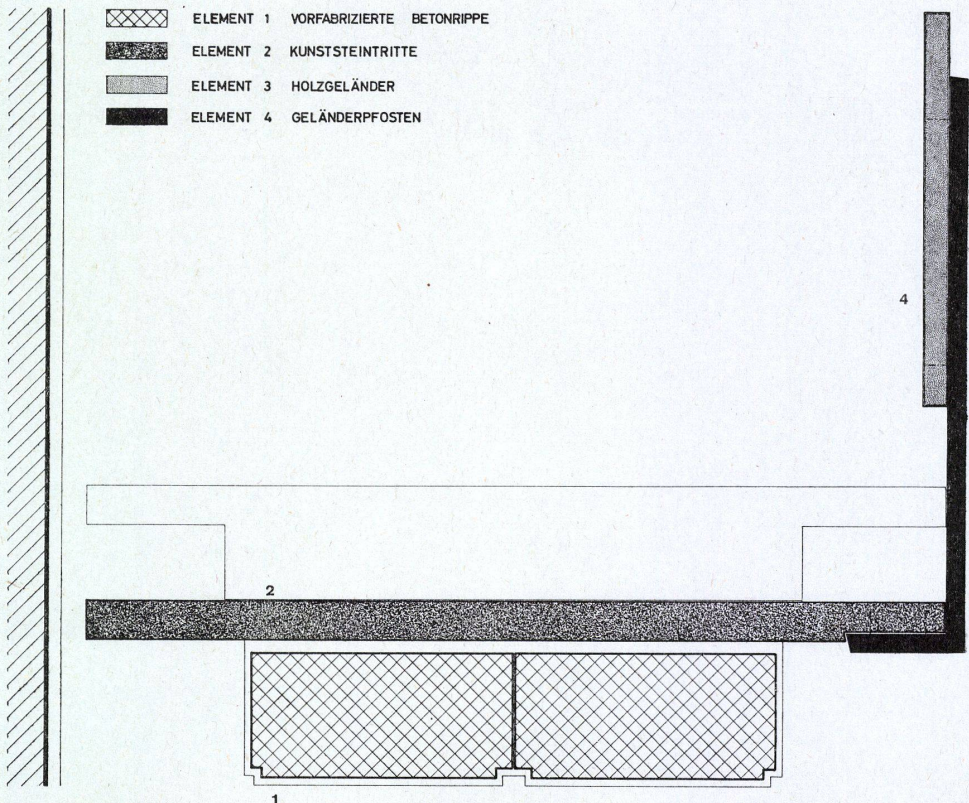 ELEMENT 1 VORFABRIZIERTE BETONRIPPE
ELEMENT 2 KUNSTSTEINTRITTE
ELEMENT 3 HOLZGELÄNDER
ELEMENT 4 GELÄNDERPFOSTEN
4
2
1